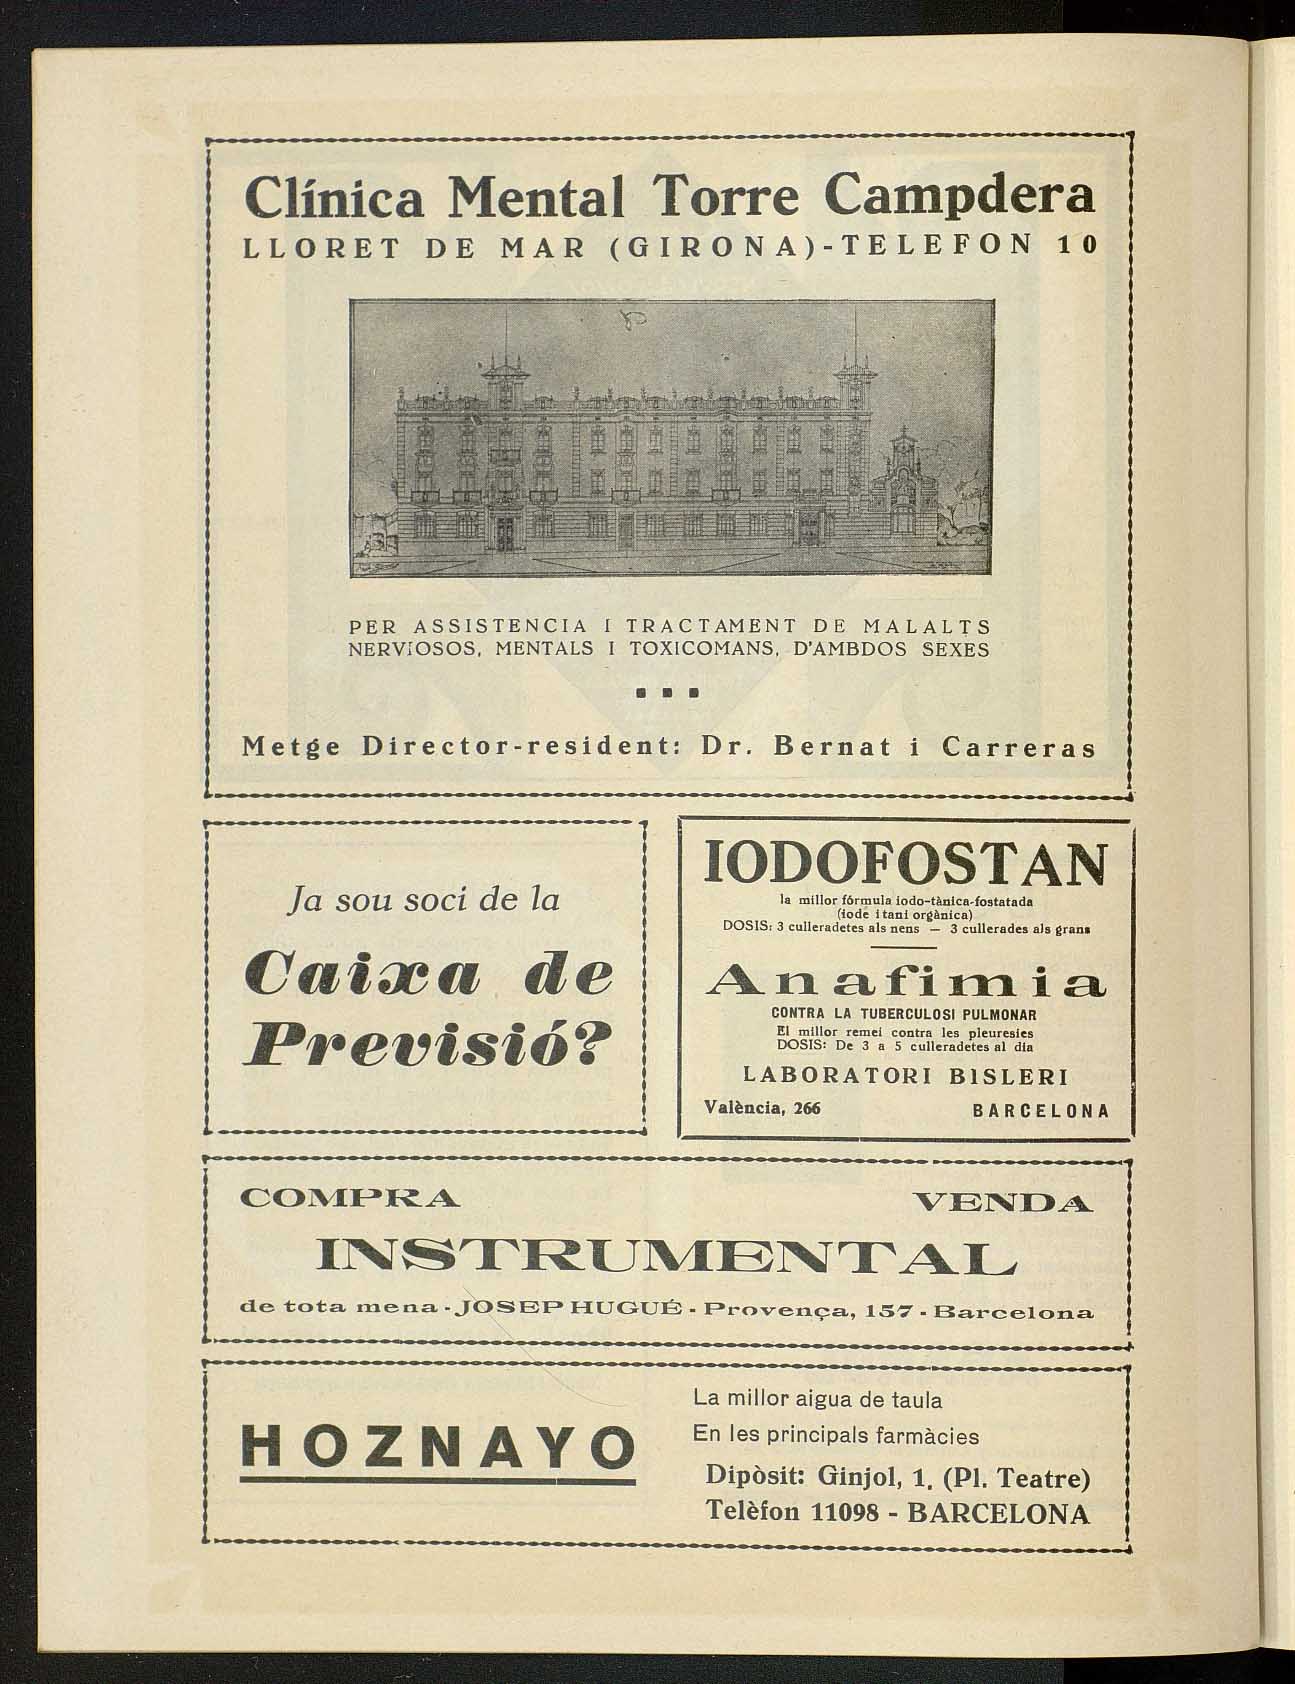 Clínica Mental Torre Campdera
LLORET DE MAR (GIRONA)-TELEFON 10
PER ASSISTENCIA I TRACTAMENT DE MALALTS
NERVIOSOS, MENTALS I TOXICOMANS, D'AMBDOS SEXES
Metge Director-resident: Dr. Bernat i Carreras
Ja sou soci de la
Caixa de
Previsió?
IODOFOSTAN
la millor fórmula iodo-tànica-fostatada
(iode i tani orgànica)
DOSIS: 3 culleradetes als nens — 3 cullerades als grans
Anafimia
CONTRA LA TUBERCULOSI PULMONAR
El millor remei contra les pleuresies
DOSIS: De 3 a 5 culleradetes al dia
LABORATORI BISLERI
València, 266 BARCELONA
COMPRA VENDA
INSTRUMENTAL
de tota mena - JOSEP HUGUÉ - Provença, 157 - Barcelona
HOZNAYO
La millor aigua de taula
En les principals farmàcies
Dipòsit: Ginjol, 1. (Pl. Teatre)
Telèfon 11098 - BARCELONA